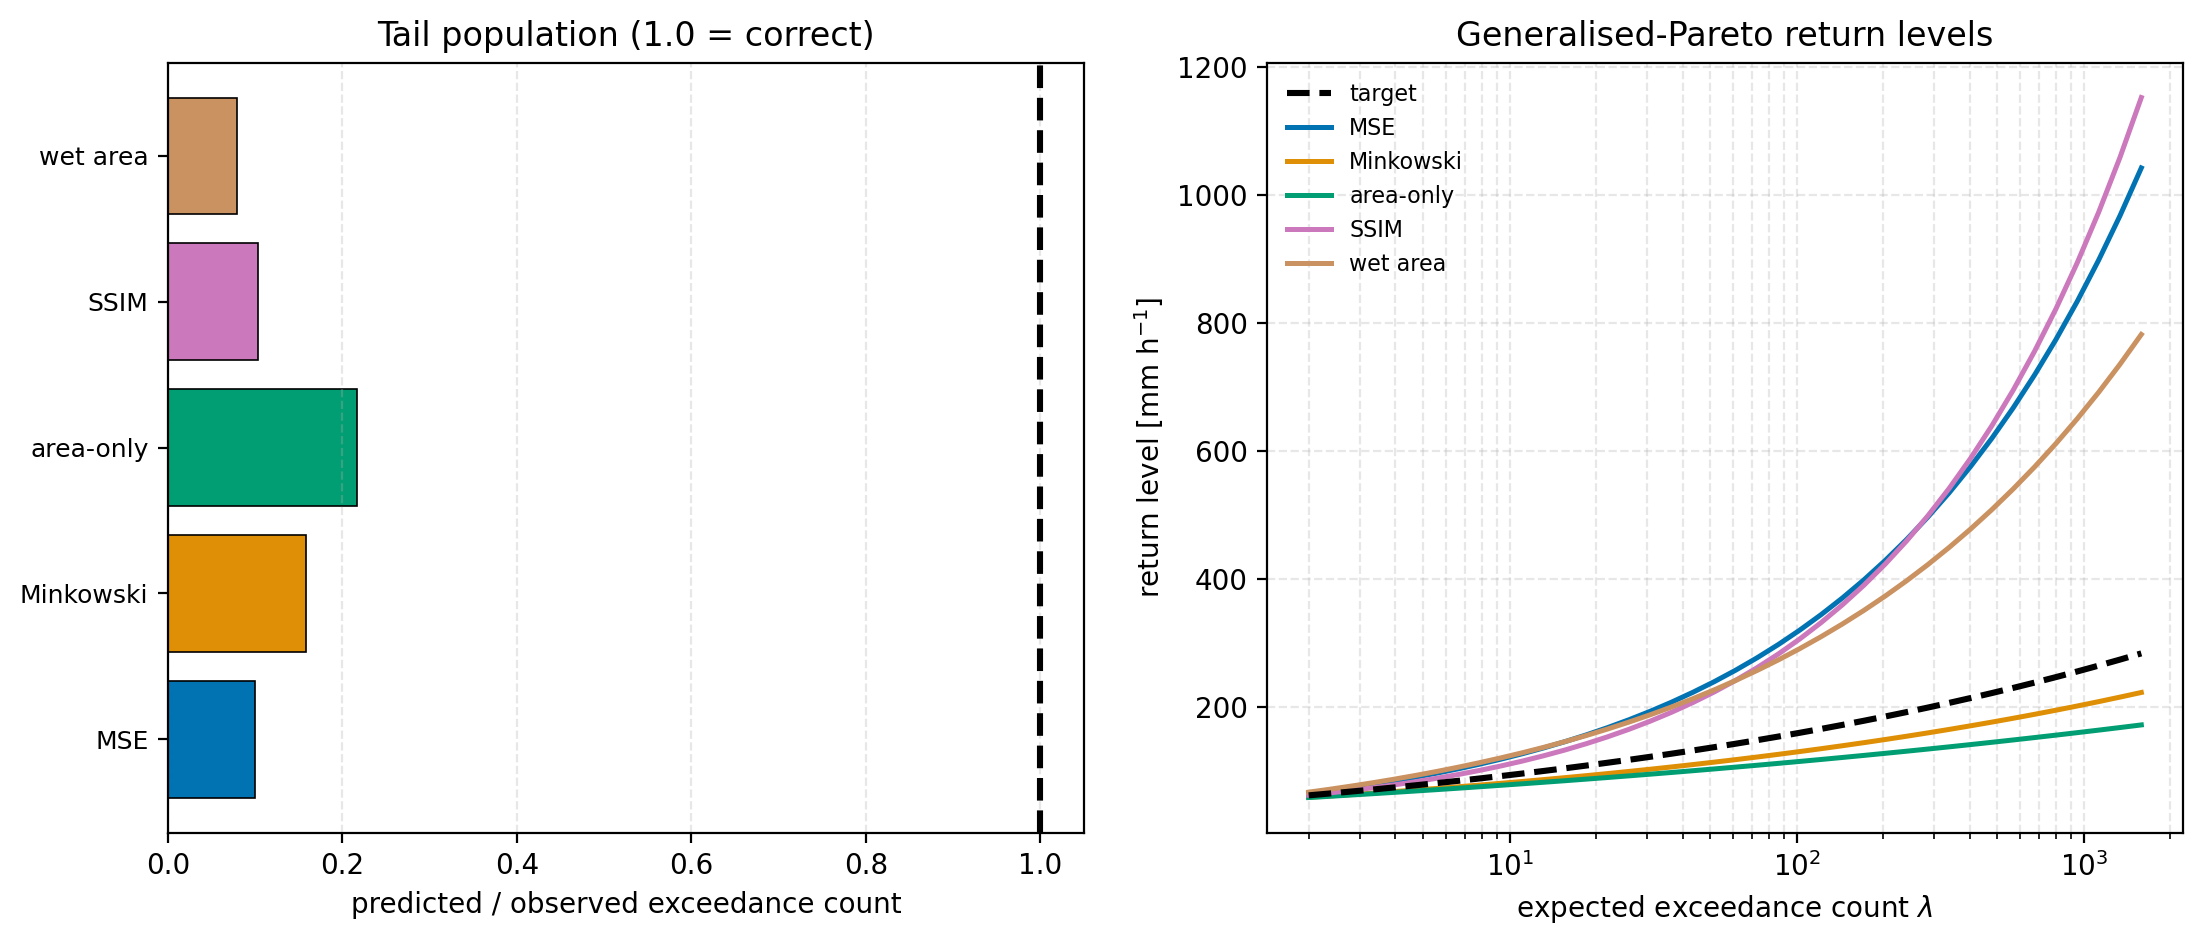 Tail population (1.0 = correct)
wet area
SSIM
area-only
Minkowski
MSE
0.0 0.2 0.4 0.6 0.8 1.0
predicted / observed exceedance count
Generalised-Pareto return levels
1200
1000
800
600
400
200
return level [mm h⁻¹]
target
MSE
Minkowski
area-only
SSIM
wet area
10¹ 10² 10³
expected exceedance count λ